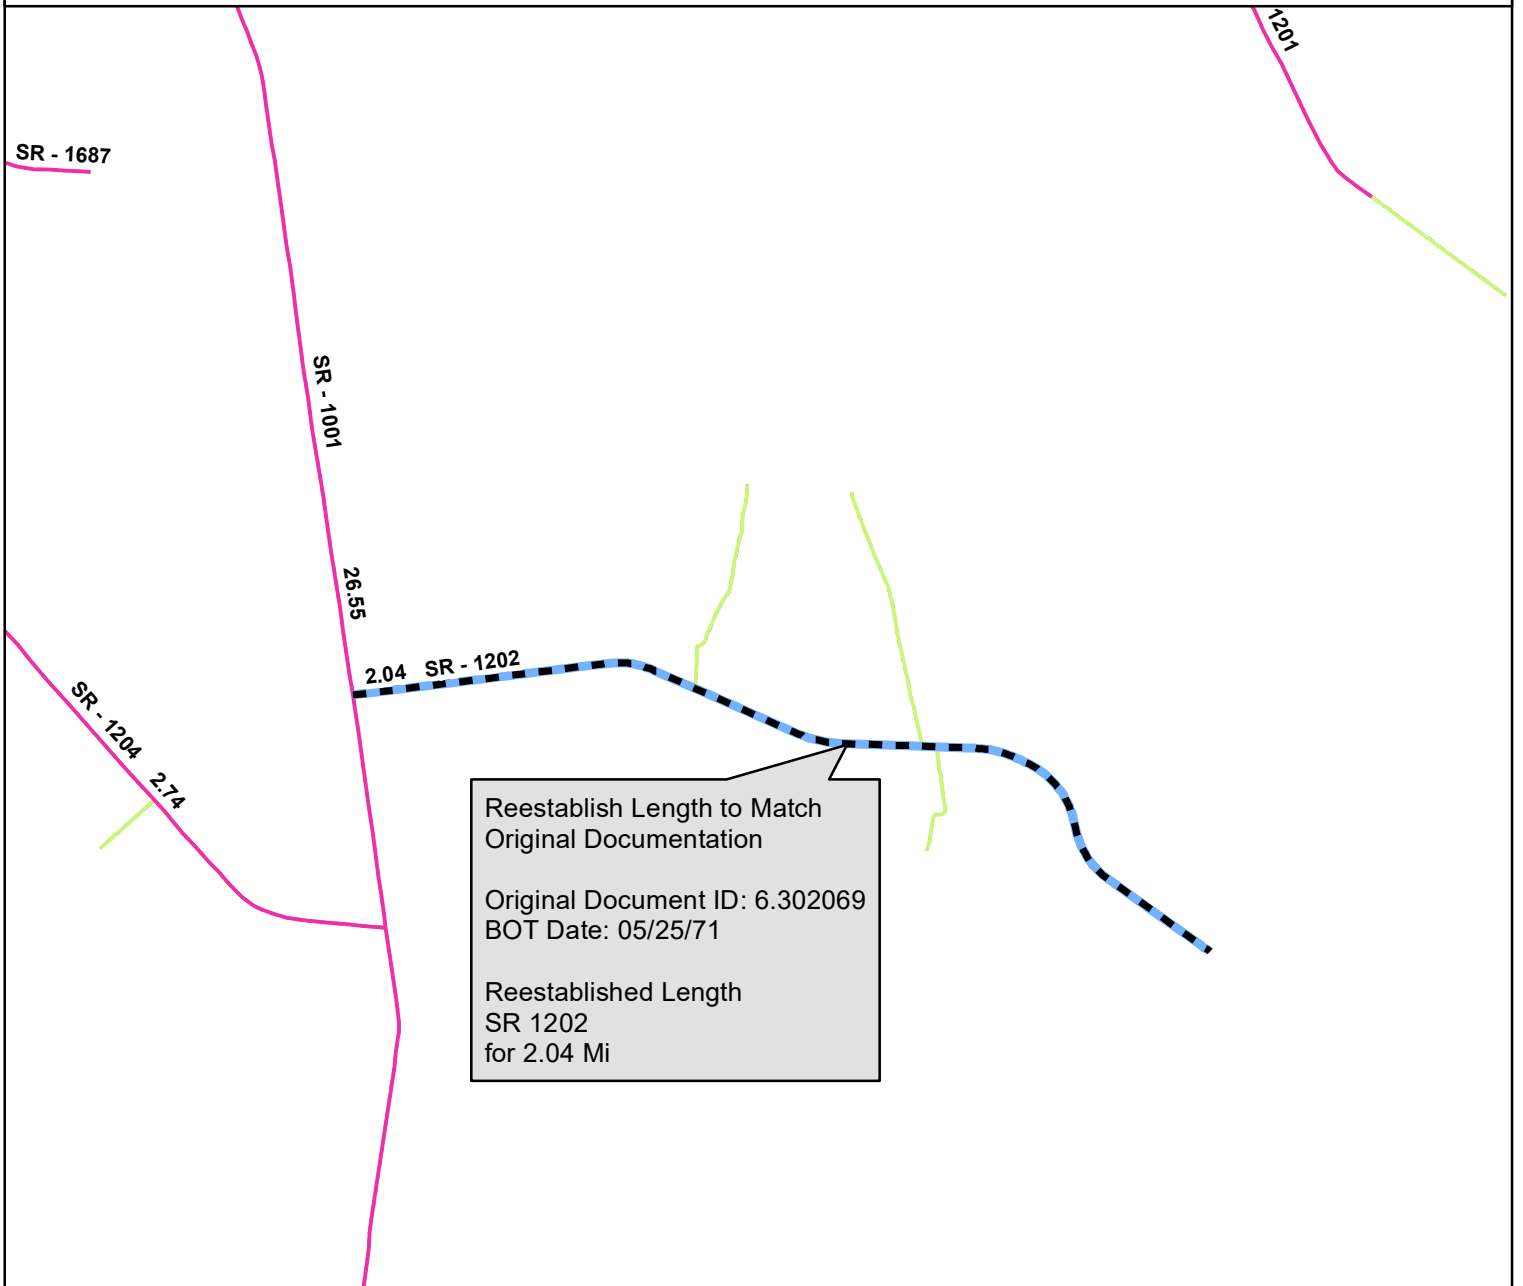 1201
SR - 1687
SR - 1001
26.55
2.04 SR - 1202
SR - 1204
2.74
Reestablish Length to Match
Original Documentation
Original Document ID: 6.302069
BOT Date: 05/25/71
Reestablished Length
SR 1202
for 2.04 Mi